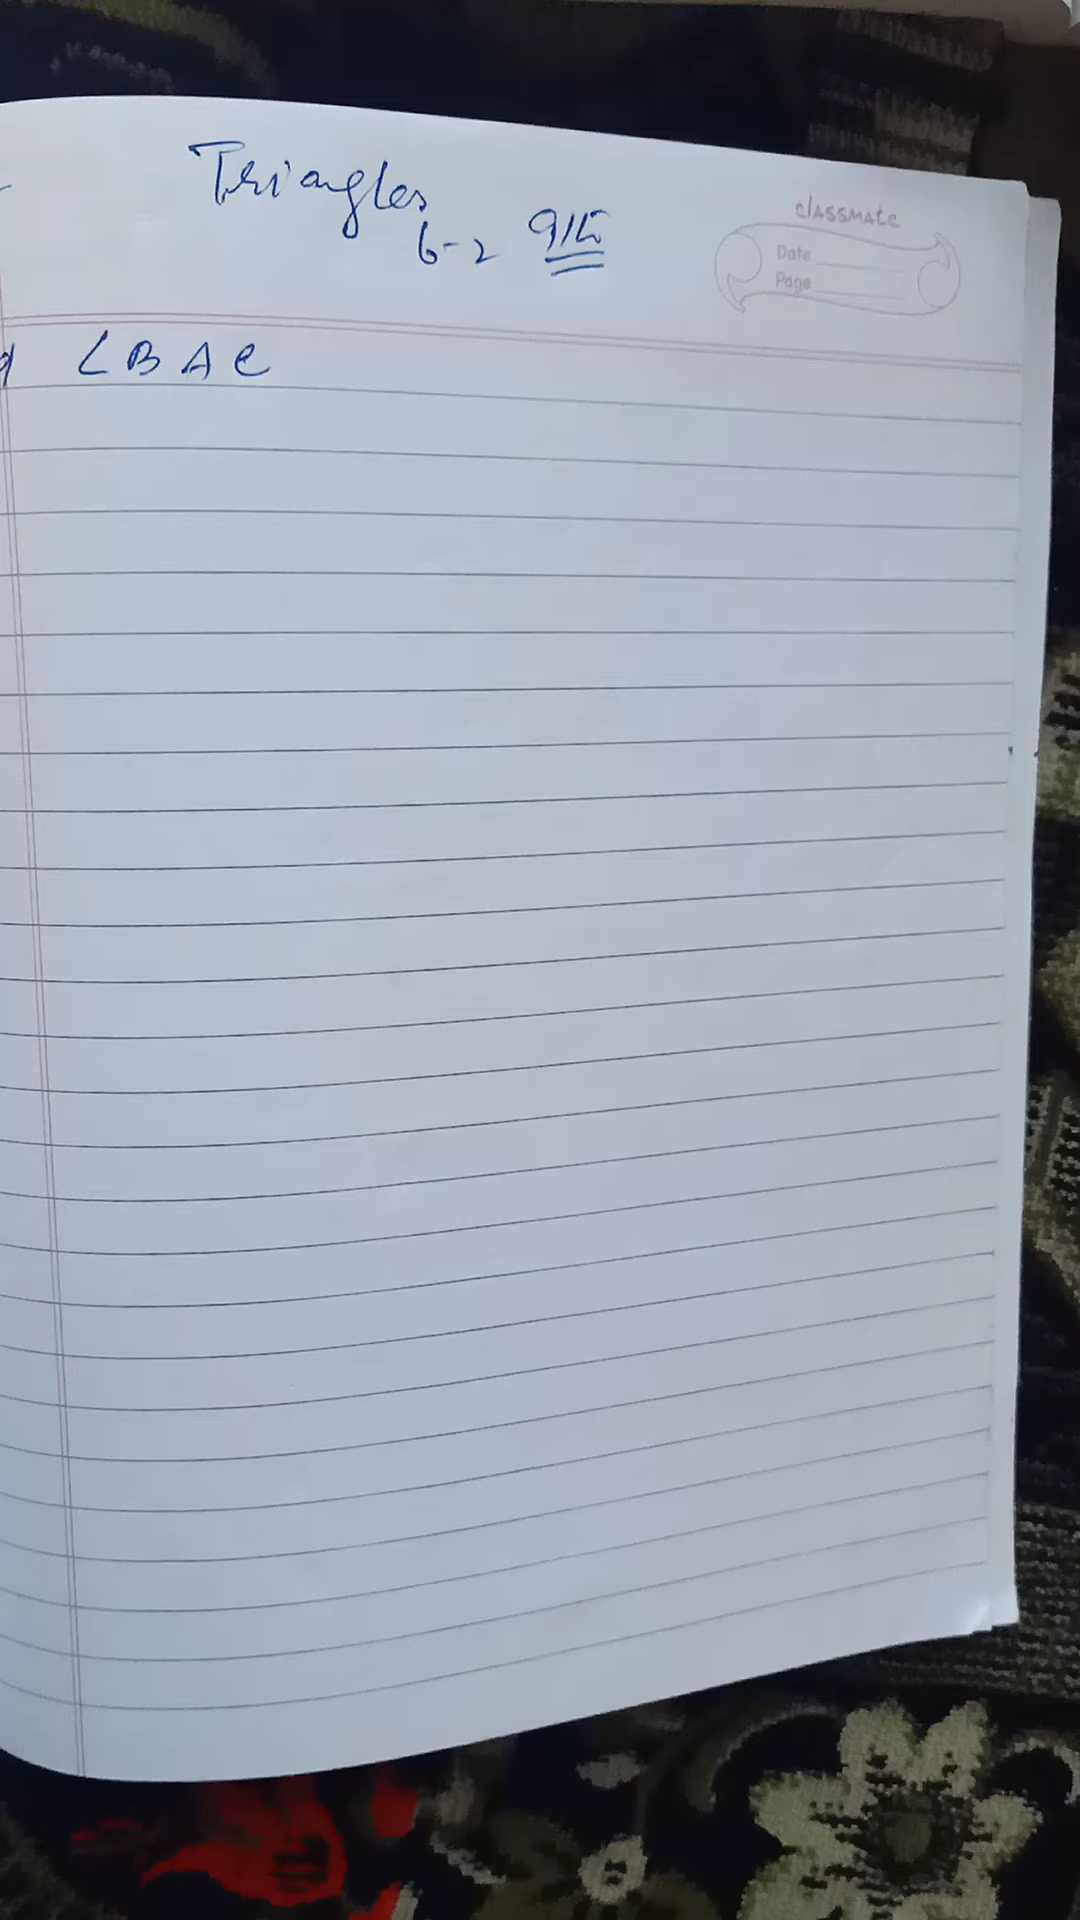 Triangles
6-2 9th
classmate
Date
Page
∠BAC